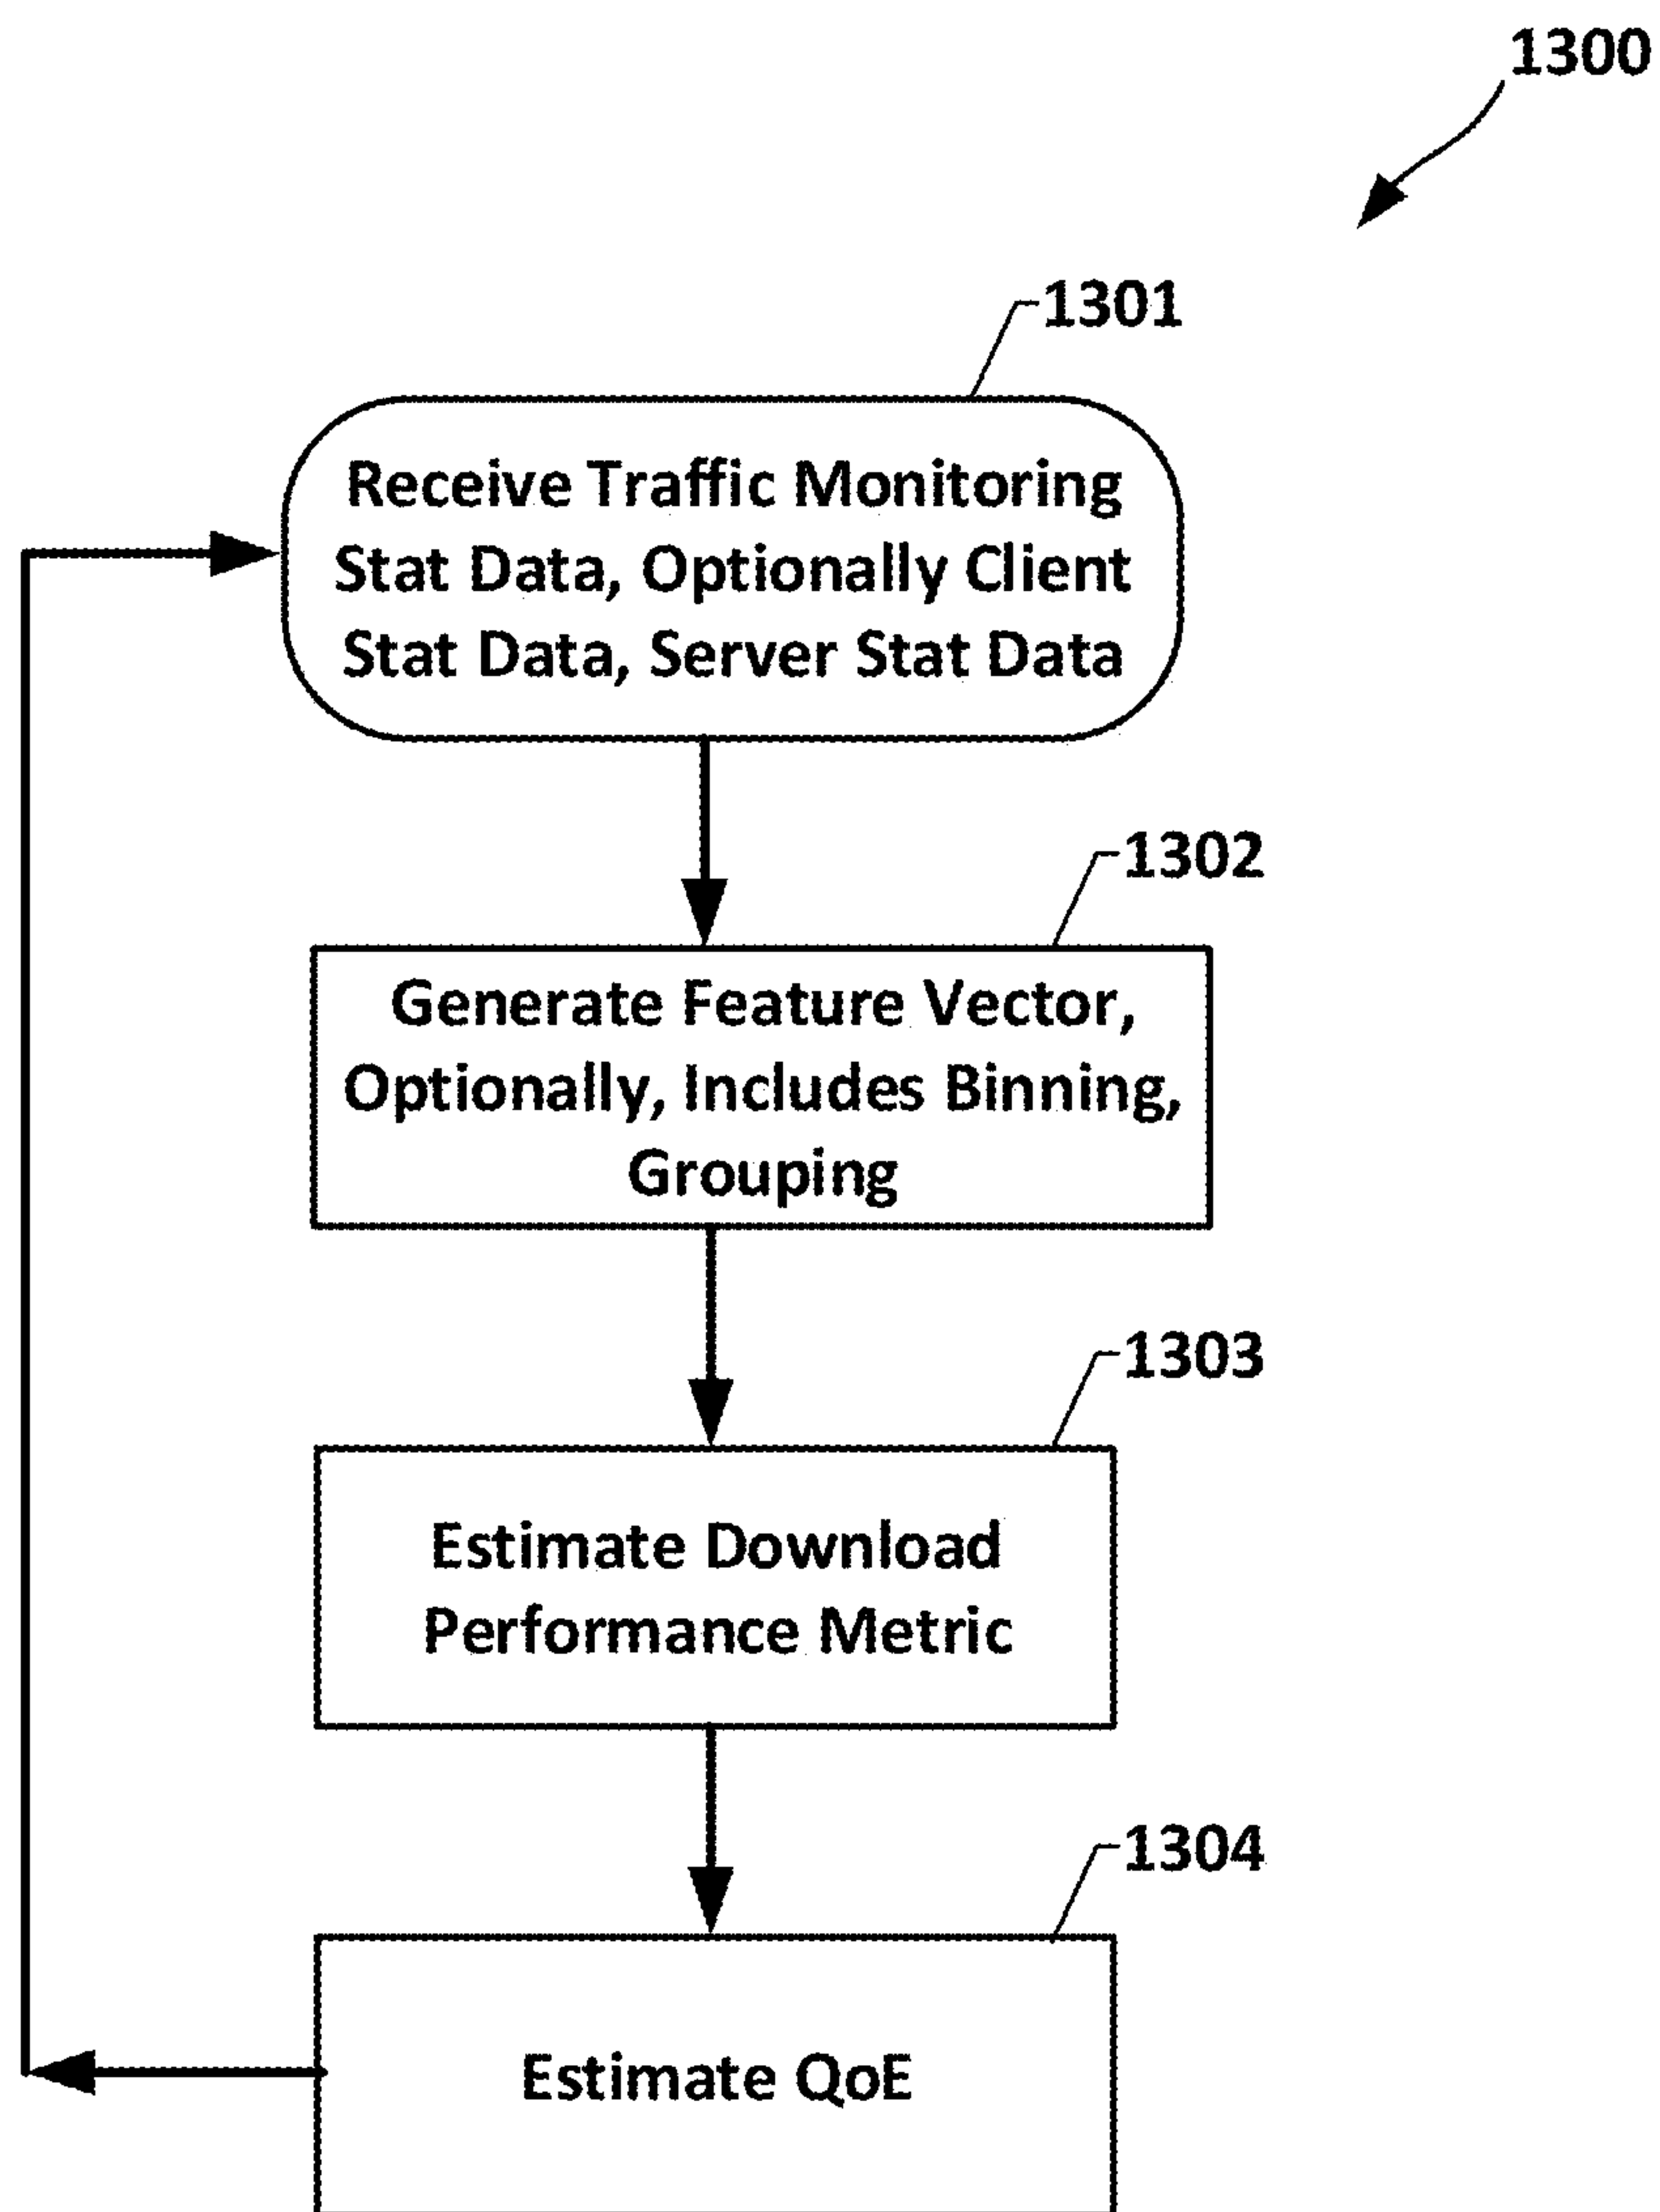 1300
1301
Receive Traffic Monitoring
Stat Data, Optionally Client
Stat Data, Server Stat Data
1302
Generate Feature Vector,
Optionally, Includes Binning,
Grouping
1303
Estimate Download
Performance Metric
1304
Estimate QoE